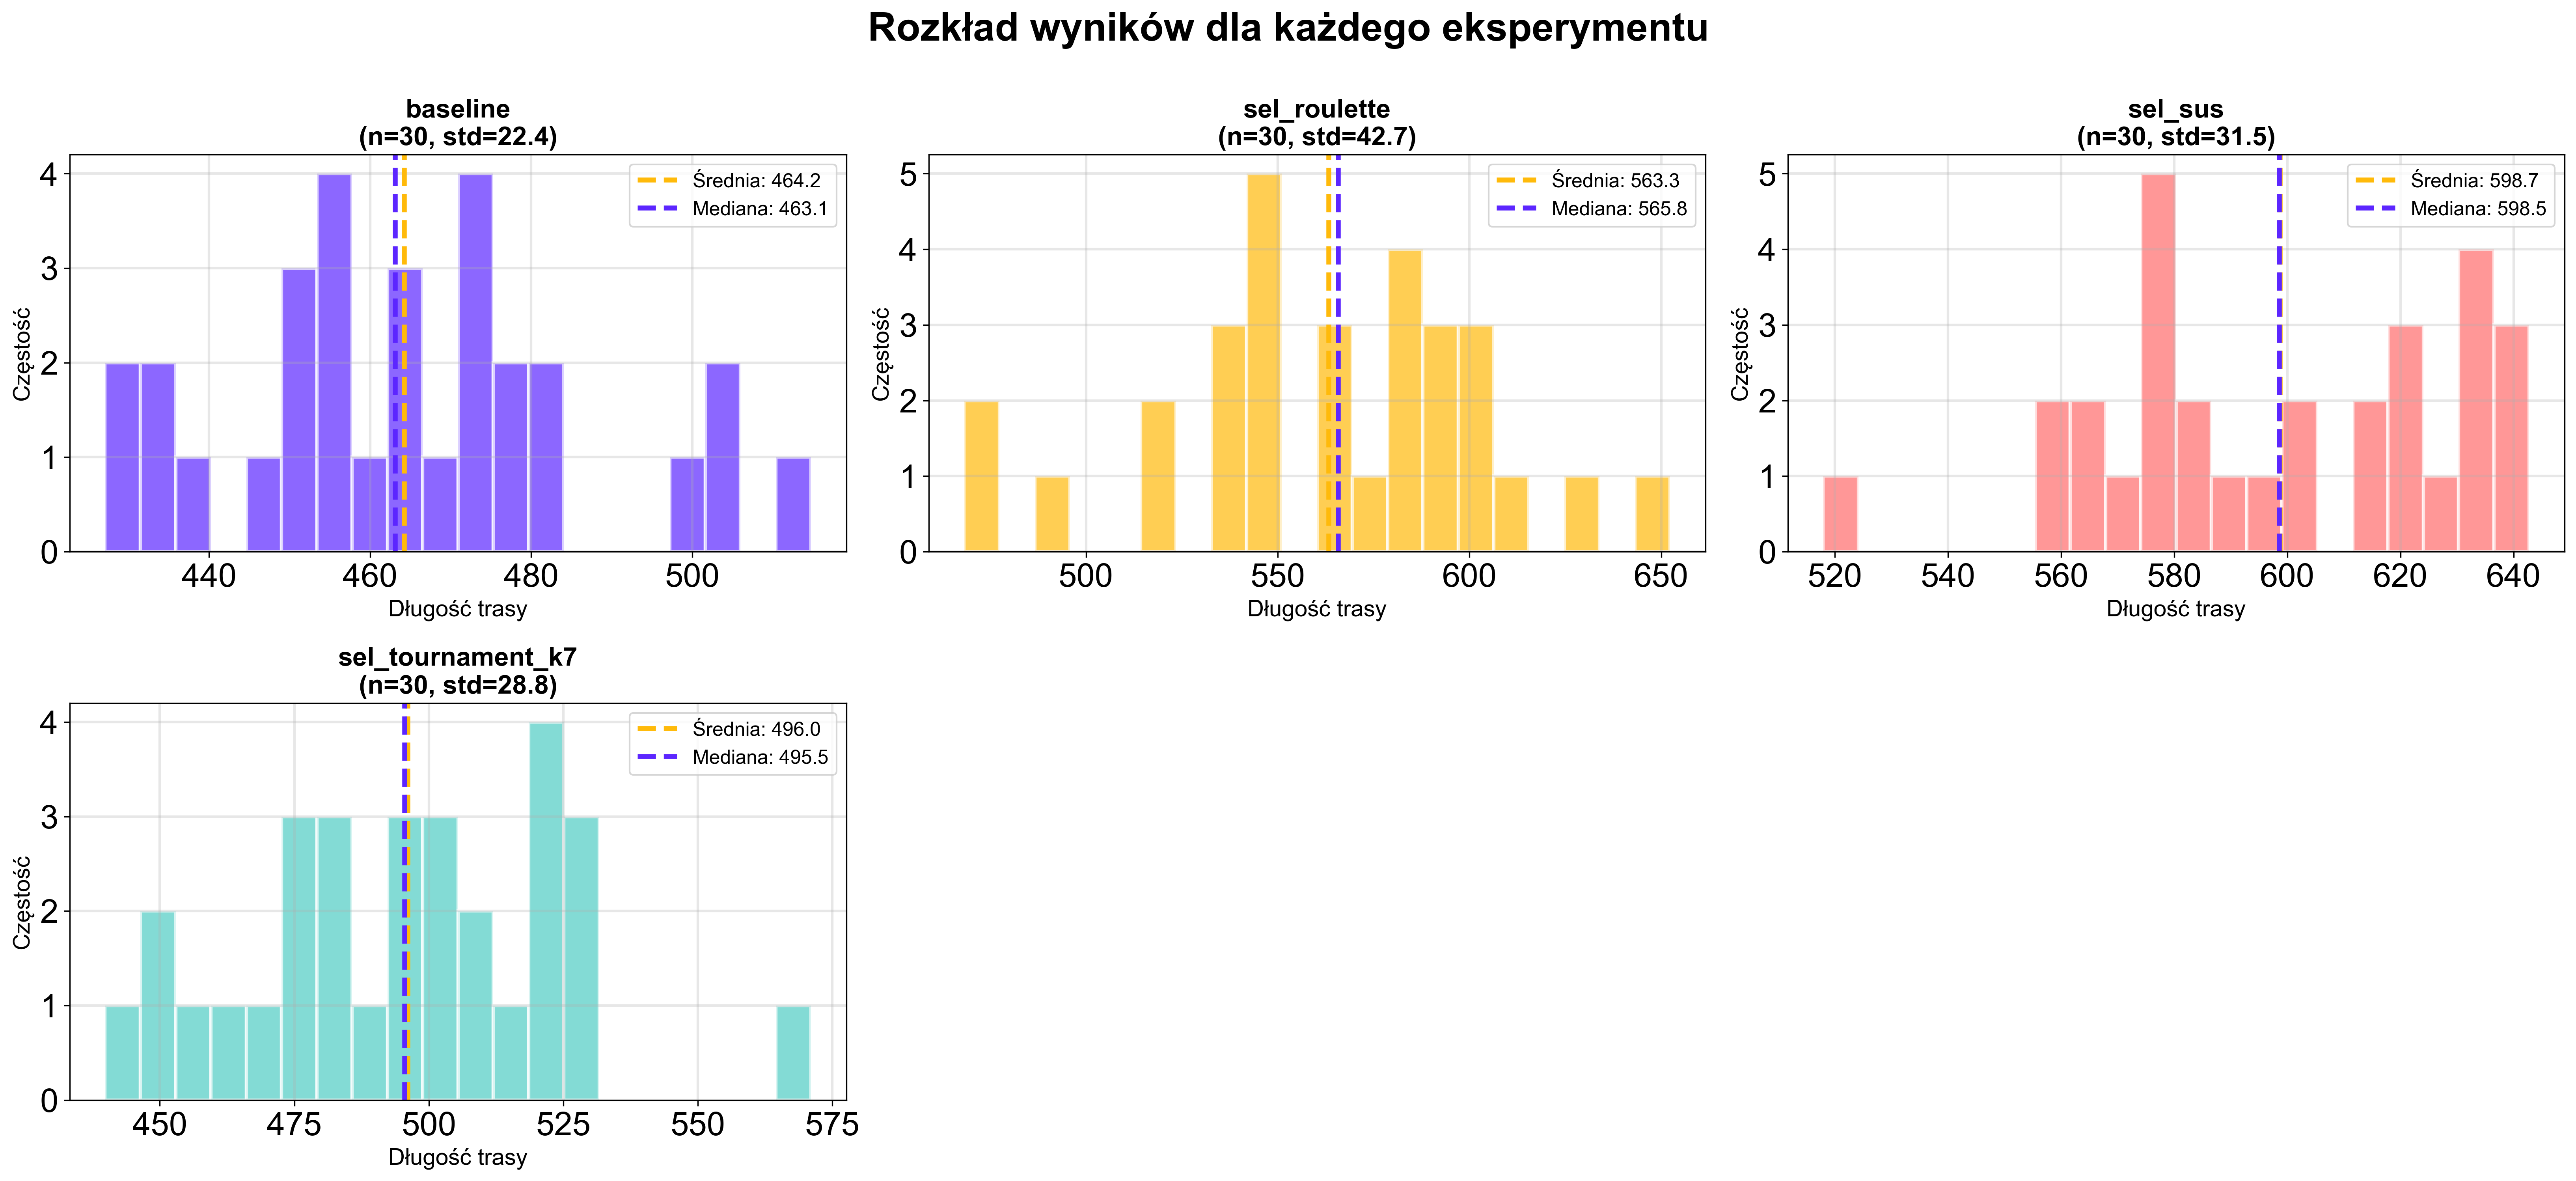 Rozkład wyników dla każdego eksperymentu
baseline
(n=30, std=22.4)
Częstość
4
3
2
1
0
Średnia: 464.2
Mediana: 463.1
440 460 480 500
Długość trasy
sel_roulette
(n=30, std=42.7)
Częstość
5
4
3
2
1
0
Średnia: 563.3
Mediana: 565.8
500 550 600 650
Długość trasy
sel_sus
(n=30, std=31.5)
Częstość
5
4
3
2
1
0
Średnia: 598.7
Mediana: 598.5
520 540 560 580 600 620 640
Długość trasy
sel_tournament_k7
(n=30, std=28.8)
Częstość
4
3
2
1
0
Średnia: 496.0
Mediana: 495.5
450 475 500 525 550 575
Długość trasy